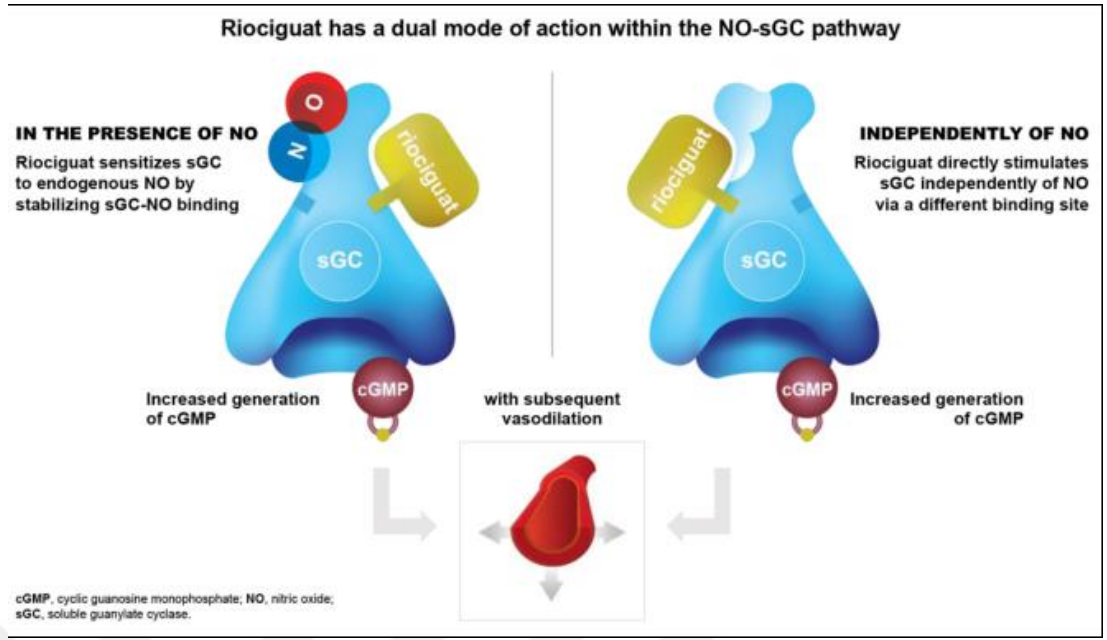 Riociguat has a dual mode of action within the NO-sGC pathway
IN THE PRESENCE OF NO
Riociguat sensitizes sGC
to endogenous NO by
stabilizing sGC-NO binding
O
N
riociguat
sGC
cGMP
Increased generation
of cGMP
INDEPENDENTLY OF NO
Riociguat directly stimulates
sGC independently of NO
via a different binding site
riociguat
sGC
cGMP
Increased generation
of cGMP
with subsequent
vasodilation
cGMP, cyclic guanosine monophosphate; NO, nitric oxide;
sGC, soluble guanylate cyclase.